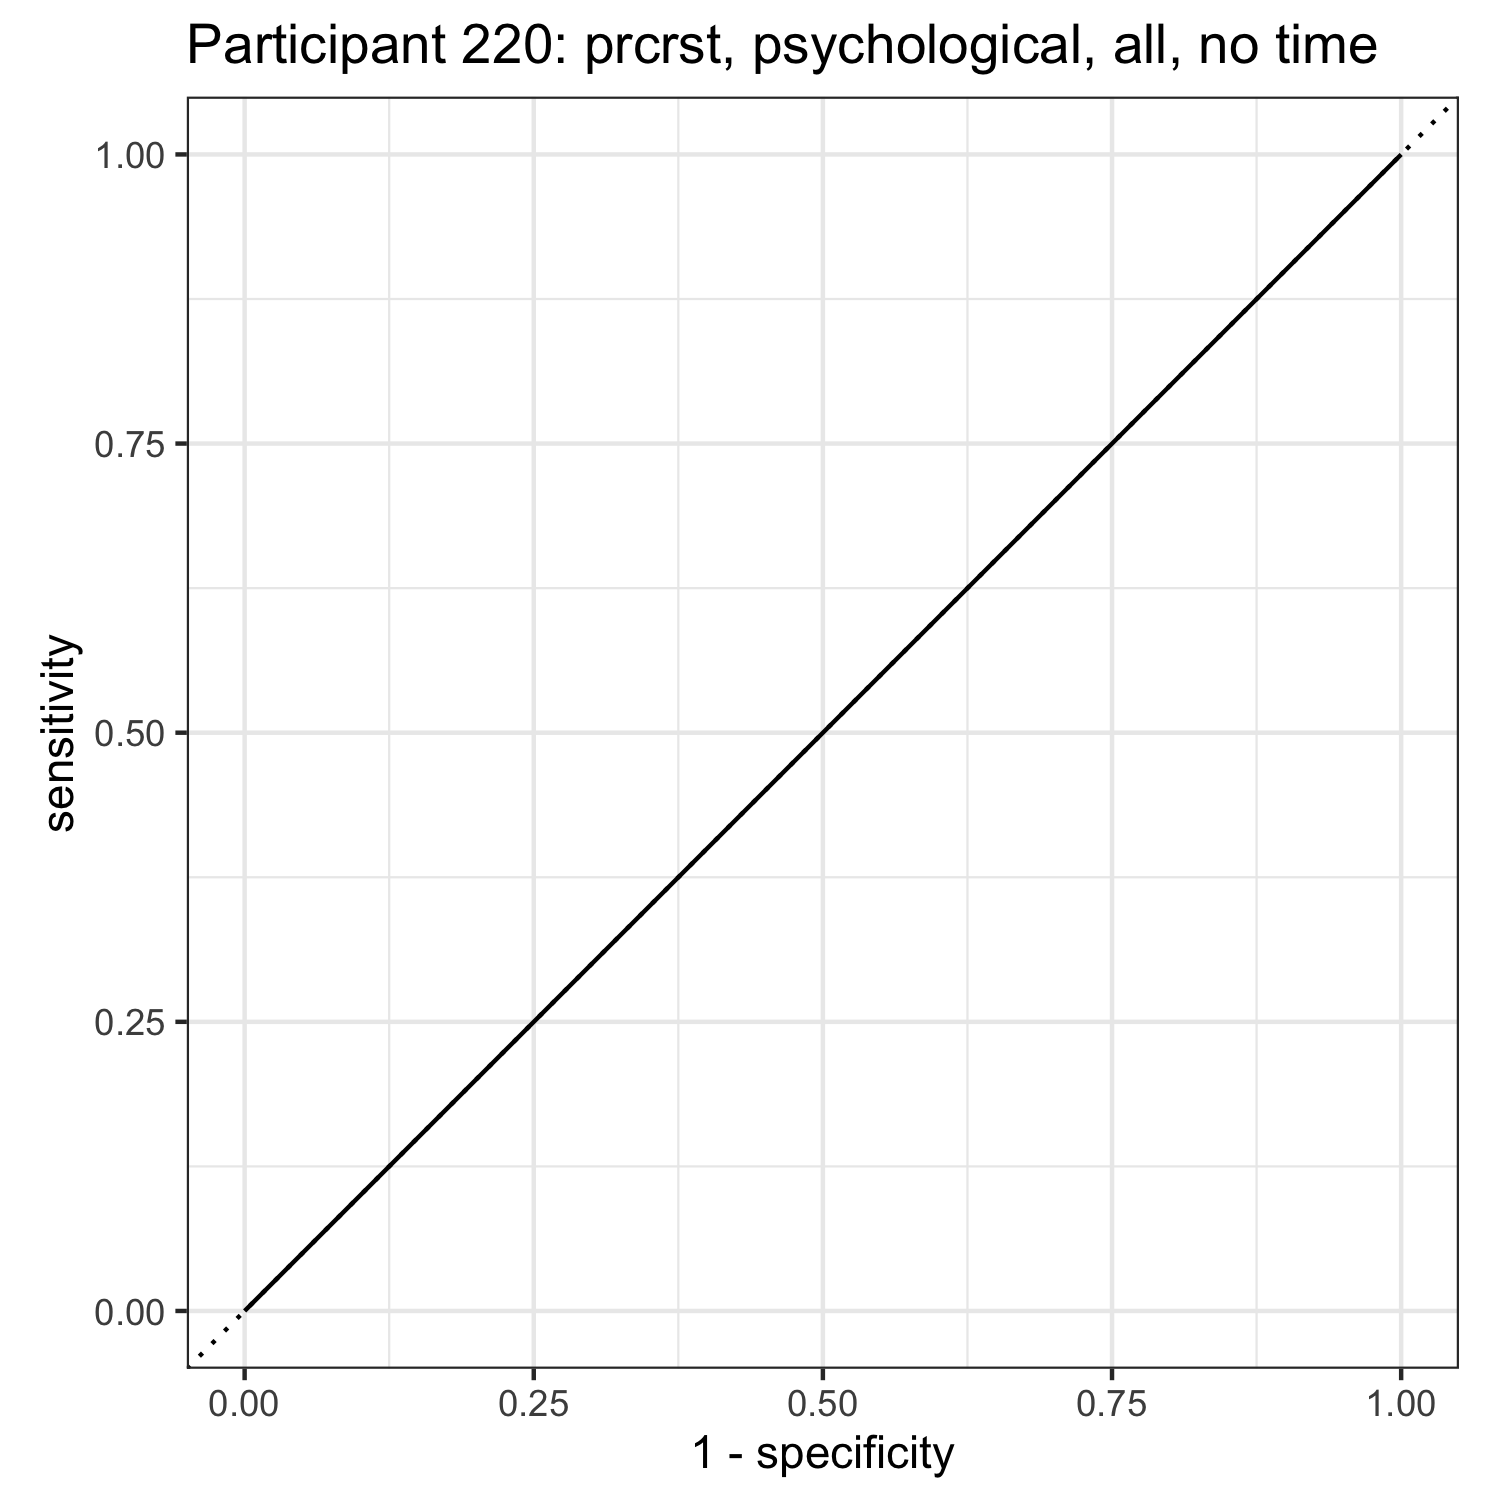 Participant 220: prcrst, psychological, all, no time
1.00
0.75
0.50
0.25
0.00
sensitivity
0.00 0.25 0.50 0.75 1.00
1 - specificity